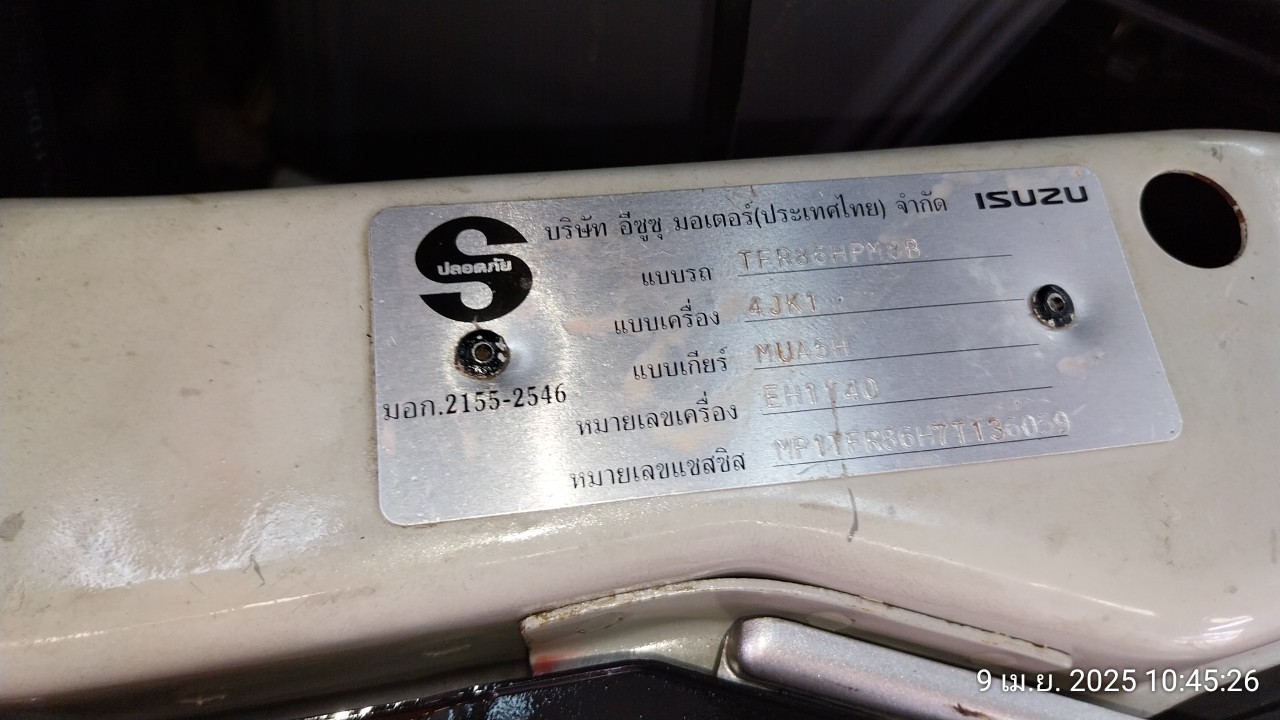 บริษัท อีซูซุ มอเตอร์(ประเทศไทย) จำกัด ISUZU
ปลอดภัย
แบบรถ TFR86HPM8B
แบบเครื่อง 4JK1
แบบเกียร์ MUA5H
มอก.2155-2546
หมายเลขเครื่อง
หมายเลขแชสซิส
9 เม.ย. 2025 10:45:26